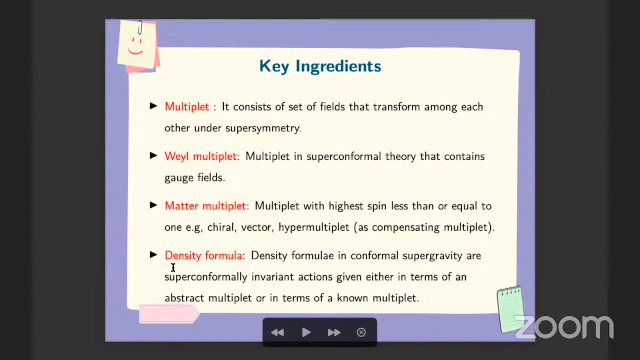 Key Ingredients
Multiplet : It consists of set of fields that transform among each
other under supersymmetry.
Weyl multiplet: Multiplet in superconformal theory that contains
gauge fields.
Matter multiplet: Multiplet with highest spin less than or equal to
one e.g, chiral, vector, hypermultiplet (as compensating multiplet).
Density formula: Density formulae in conformal supergravity are
superconformally invariant actions given either in terms of an
abstract multiplet or in terms of a known multiplet.
zoom